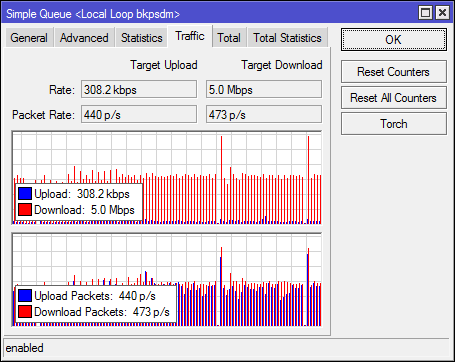 Simple Queue <Local Loop bkpsdm>
General Advanced Statistics Traffic Total Total Statistics
OK
Reset Counters
Reset All Counters
Torch
Target Upload Target Download
Rate: 308.2 kbps 5.0 Mbps
Packet Rate: 440 p/s 473 p/s
Upload: 308.2 kbps
Download: 5.0 Mbps
Upload Packets: 440 p/s
Download Packets: 473 p/s
enabled